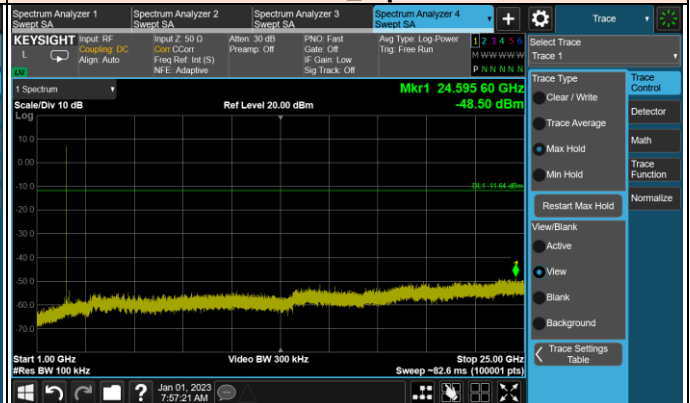 Spectrum Analyzer 1
Swept SA
Spectrum Analyzer 2
Swept SA
Spectrum Analyzer 3
Swept SA
Spectrum Analyzer 4
Swept SA
+
Trace
KEYSIGHT
L
Input: RF
Coupling: DC
Align: Auto
Input Z: 50 Ω
Corr CCorr
Freq Ref: Int (S)
NFE: Adaptive
Atten: 30 dB
Preamp: Off
PNO: Fast
Gate: Off
IF Gain: Low
Sig Track: Off
Avg Type: Log-Power
Trig: Free Run
1 2 3 4 5 6
M W W W W W
P N N N N N
Select Trace
Trace 1
1 Spectrum
Scale/Div 10 dB
Log
Ref Level 20.00 dBm
Mkr1 24.595 60 GHz
-48.50 dBm
10.0
0.00
-10.0
-20.0
-30.0
-40.0
-50.0
-60.0
-70.0
DL1 -11.64 dBm
1
Start 1.00 GHz
#Res BW 100 kHz
Video BW 300 kHz
Stop 25.00 GHz
Sweep ~82.6 ms (100001 pts)
Trace Type
Clear / Write
Trace Average
Max Hold
Min Hold
Restart Max Hold
View/Blank
Active
View
Blank
Background
Trace Settings
Table
Trace
Control
Detector
Math
Trace
Function
Normalize
?
Jan 01, 2023
7:57:21 AM